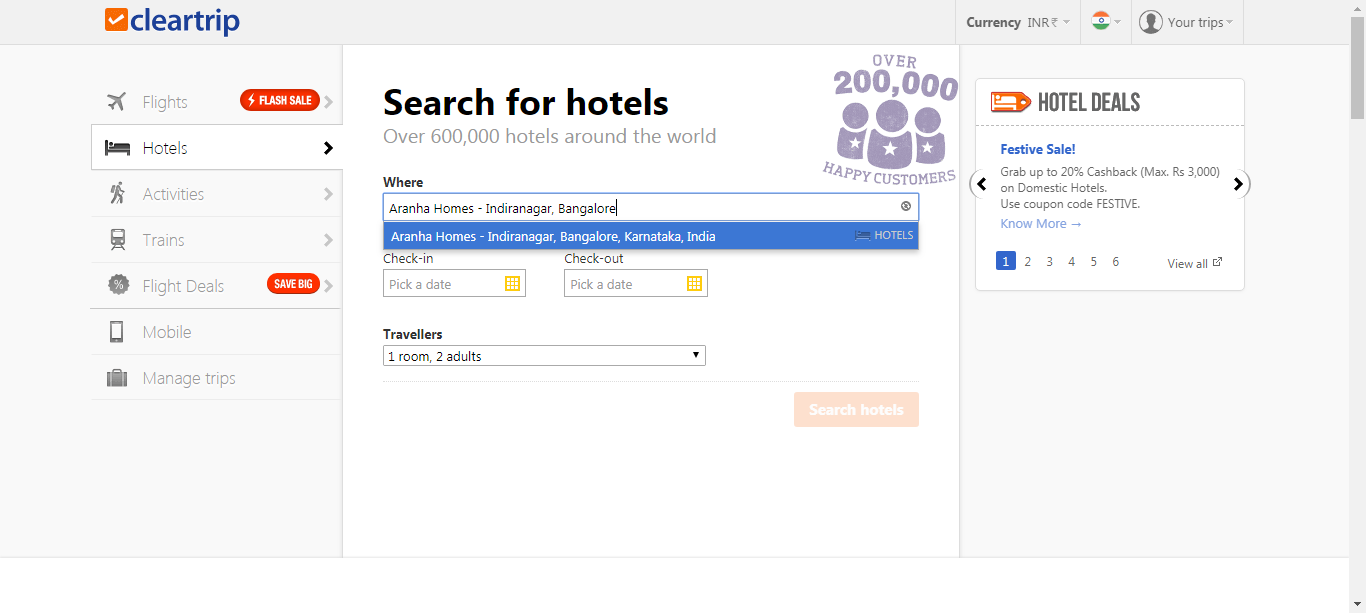 cleartrip
Currency INR₹
Your trips
Flights
FLASH SALE
Hotels
Activities
Trains
Flight Deals
SAVE BIG
Mobile
Manage trips
Search for hotels
Over 600,000 hotels around the world
OVER
200,000
HAPPY CUSTOMERS
Where
Aranha Homes - Indiranagar, Bangalore
Aranha Homes - Indiranagar, Bangalore, Karnataka, India HOTELS
Check-in Check-out
Pick a date Pick a date
Travellers
1 room, 2 adults
Search hotels
HOTEL DEALS
Festive Sale!
Grab up to 20% Cashback (Max. Rs 3,000)
on Domestic Hotels.
Use coupon code FESTIVE.
Know More →
1 2 3 4 5 6 View all